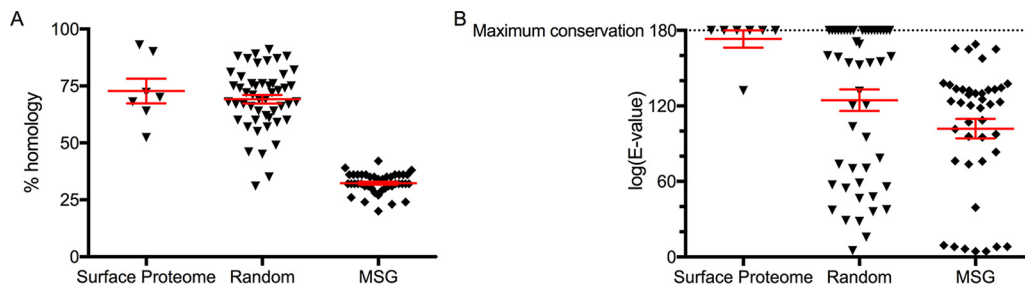 A
100
75
50
25
0
% homology
Surface Proteome
Random
MSG
B
Maximum conservation
180
120
60
0
log(E-value)
Surface Proteome
Random
MSG